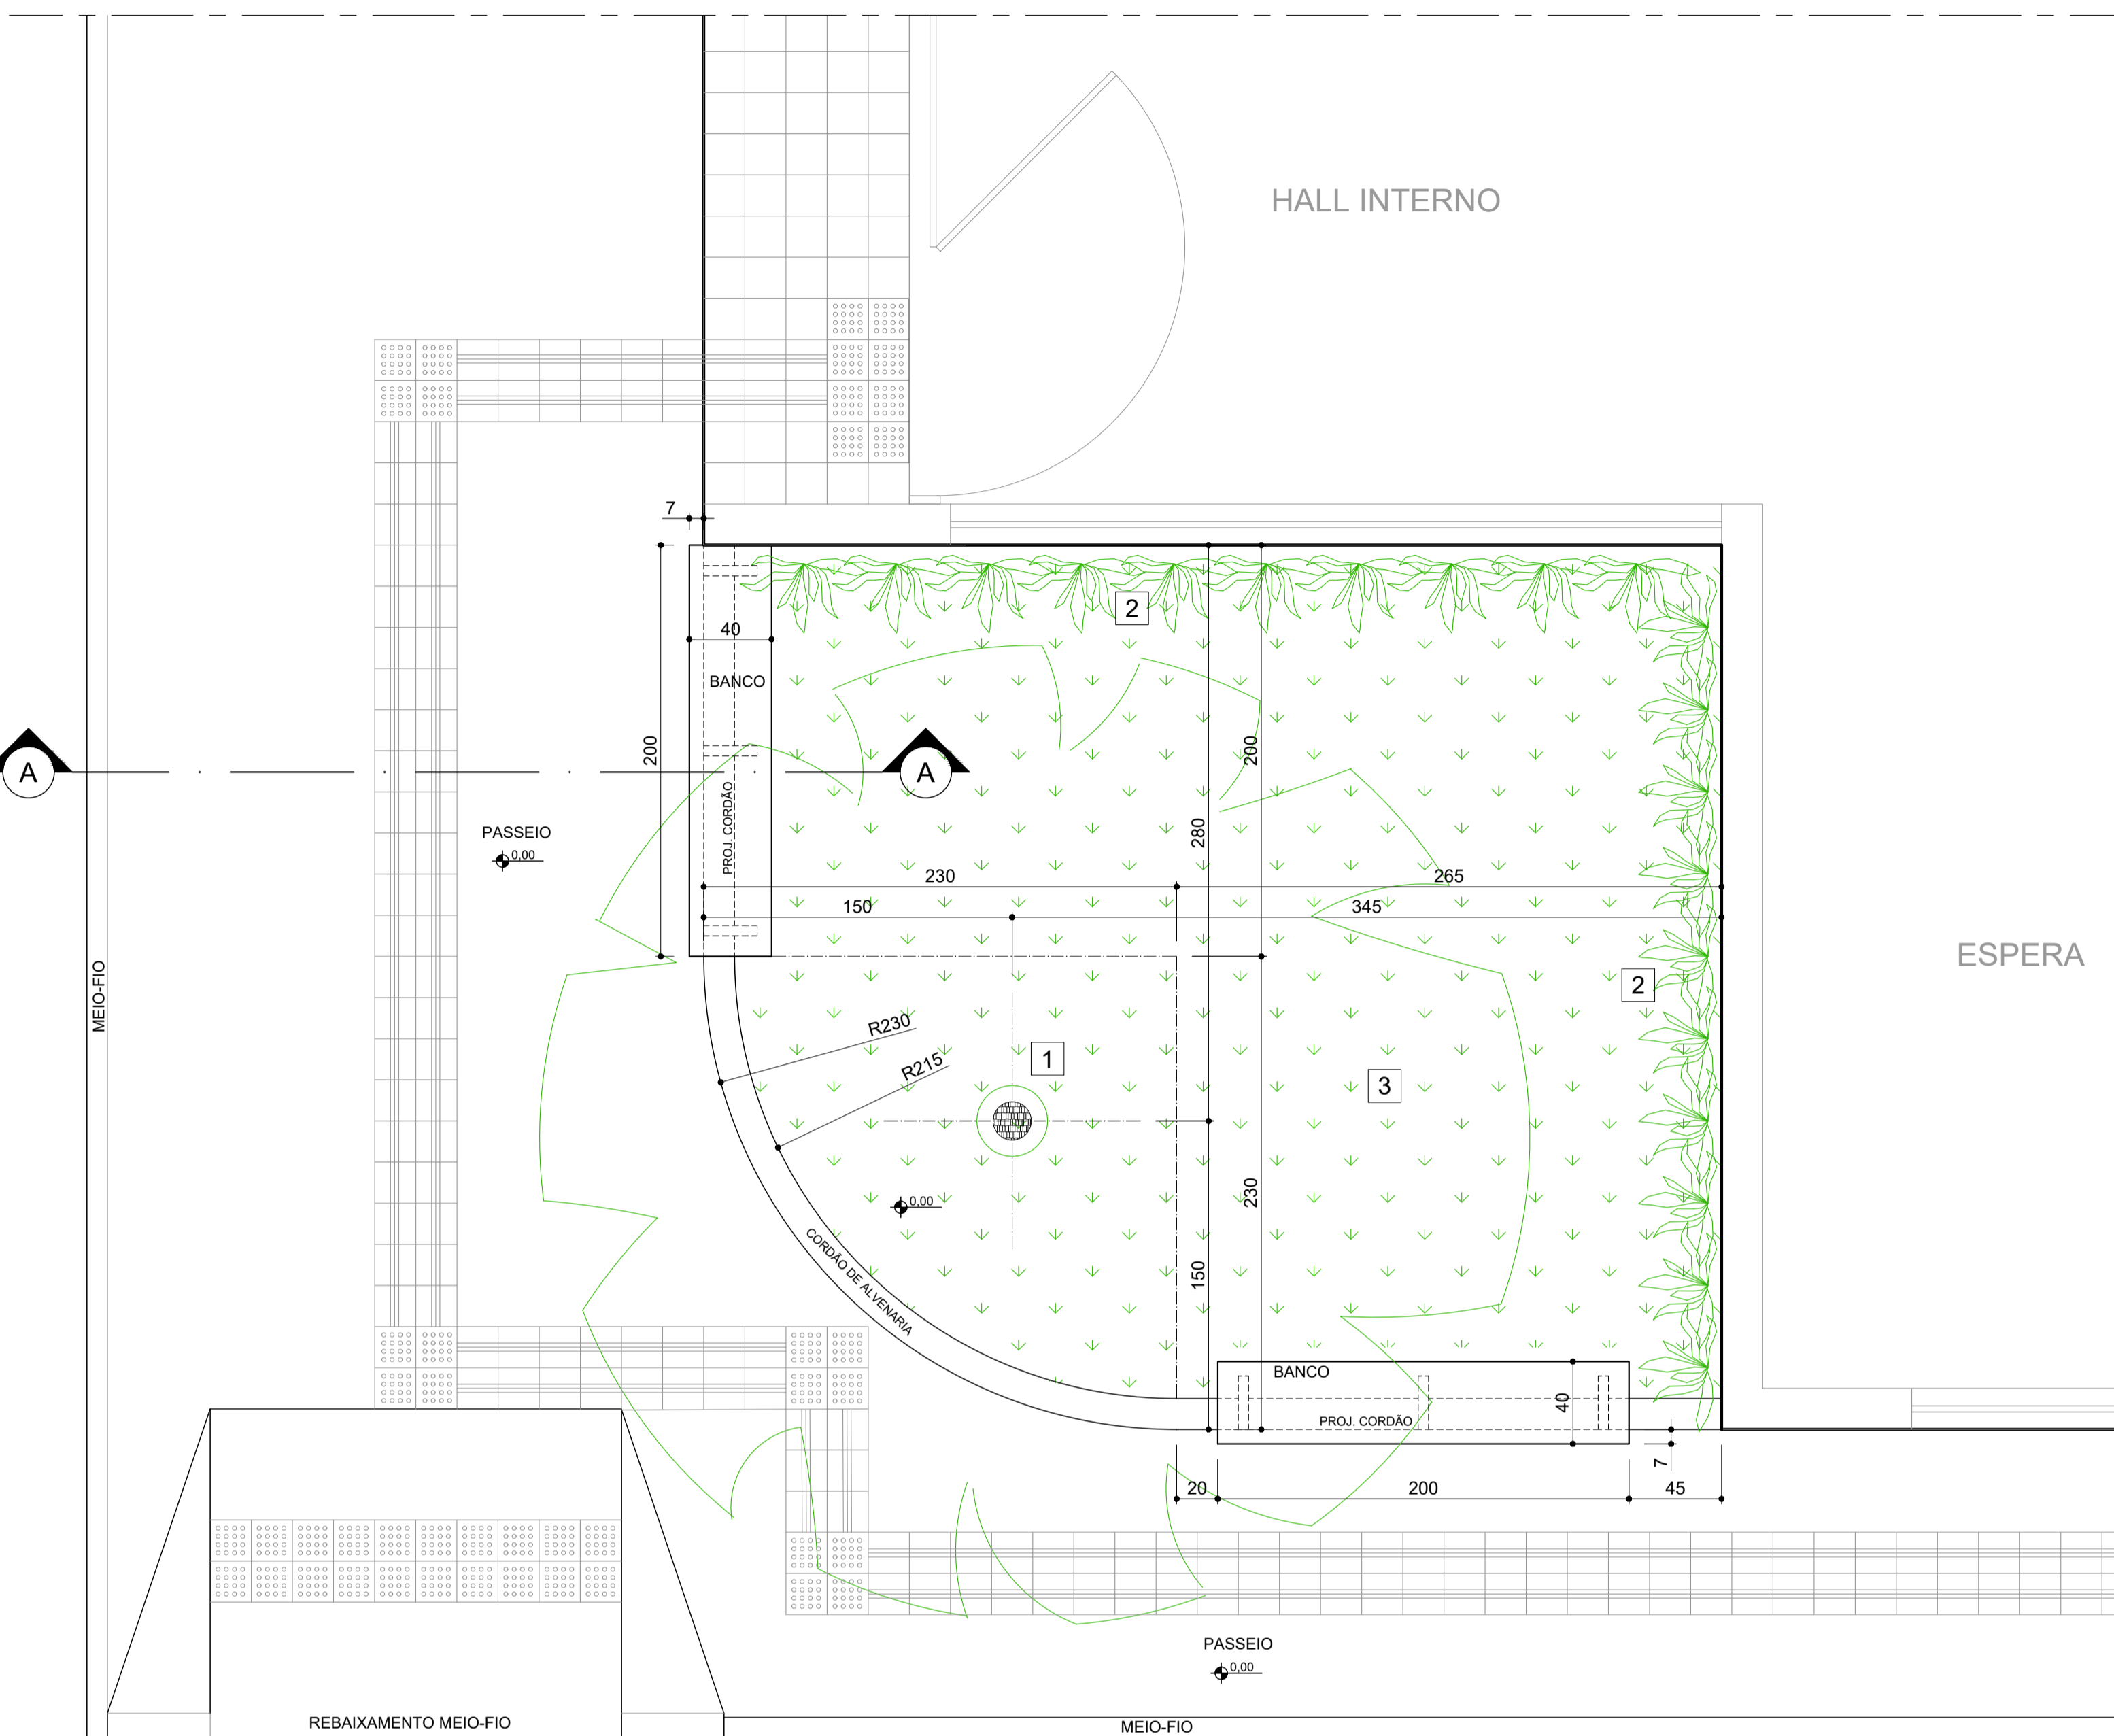 HALL INTERNO
7
2
40
BANCO
200
200
A
A
PROJ. CORDÃO
280
PASSEIO
0,00
230
265
150
345
ESPERA
MEIO-FIO
2
R230
R215
1
3
0,00
230
150
CORDÃO DE ALVENARIA
BANCO
40
PROJ. CORDÃO
7
20
200
45
PASSEIO
0,00
REBAIXAMENTO MEIO-FIO
MEIO-FIO